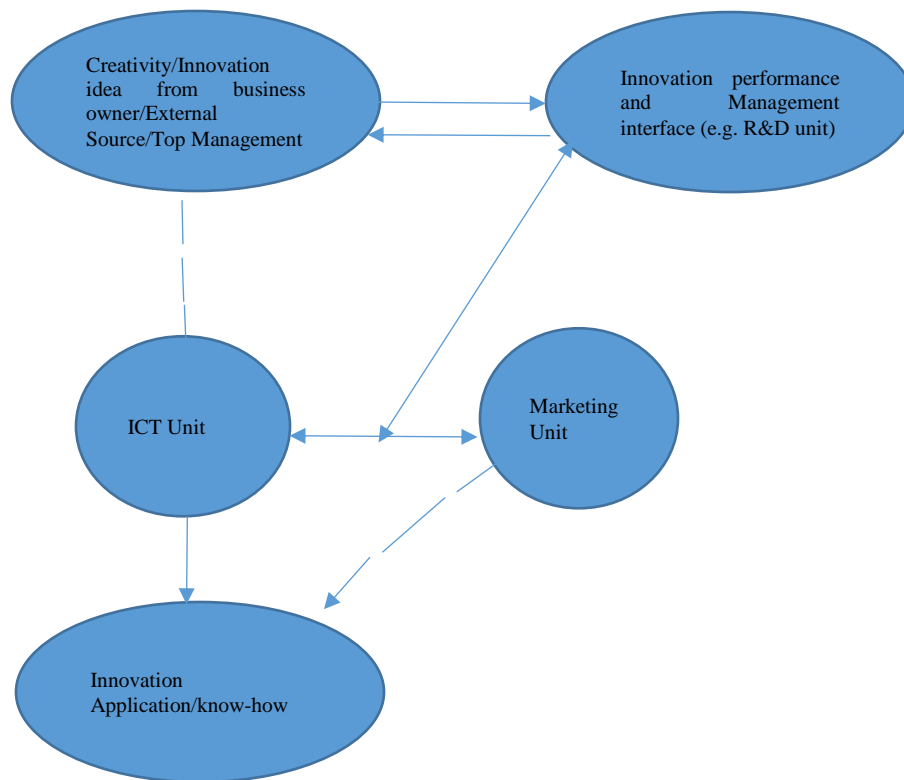 Creativity/Innovation
idea from business
owner/External
Source/Top Management
Innovation performance
and Management
interface (e.g. R&D unit)
ICT Unit
Marketing
Unit
Innovation
Application/know-how